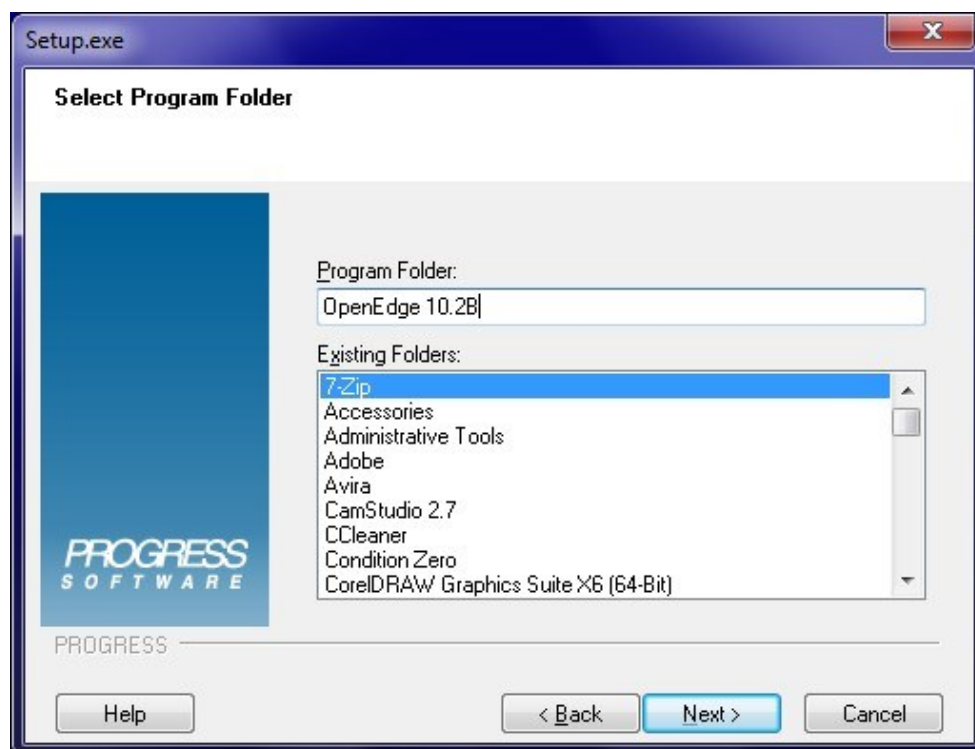 Setup.exe
Select Program Folder
Program Folder:
OpenEdge 10.2B
Existing Folders:
7-Zip
Accessories
Administrative Tools
Adobe
Avira
CamStudio 2.7
CCleaner
Condition Zero
CorelDRAW Graphics Suite X6 (64-Bit)
PROGRESS
SOFTWARE
PROGRESS
Help
< Back
Next >
Cancel